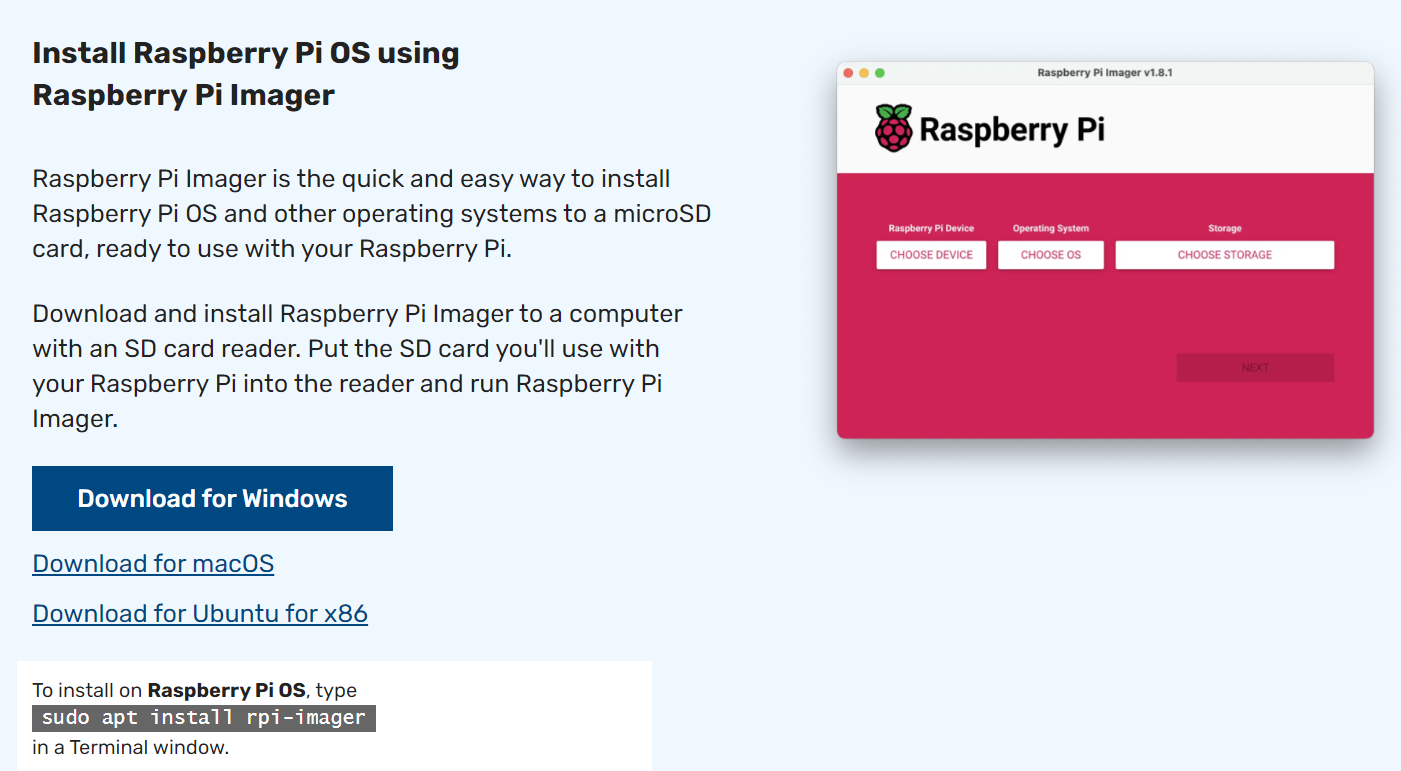 Install Raspberry Pi OS using
Raspberry Pi Imager
Raspberry Pi Imager is the quick and easy way to install
Raspberry Pi OS and other operating systems to a microSD
card, ready to use with your Raspberry Pi.
Download and install Raspberry Pi Imager to a computer
with an SD card reader. Put the SD card you'll use with
your Raspberry Pi into the reader and run Raspberry Pi
Imager.
Download for Windows
Download for macOS
Download for Ubuntu for x86
To install on Raspberry Pi OS, type
sudo apt install rpi-imager
in a Terminal window.
Raspberry Pi Imager v1.8.1
Raspberry Pi
Raspberry Pi Device Operating System Storage
CHOOSE DEVICE CHOOSE OS CHOOSE STORAGE
NEXT